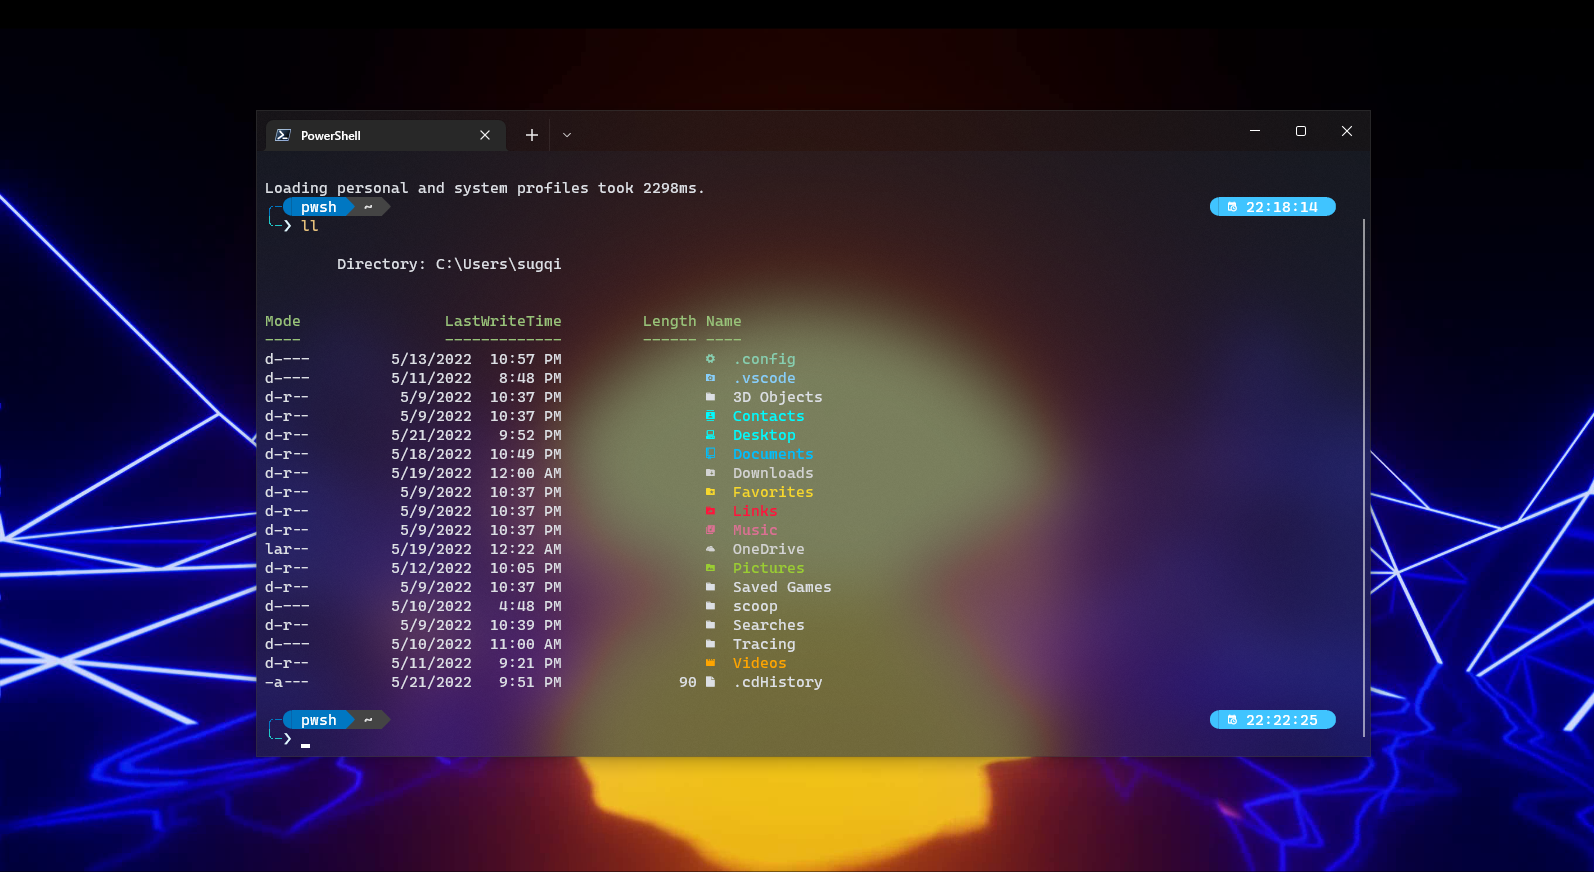 PowerShell
Loading personal and system profiles took 2298ms.
pwsh ~ 22:18:14
❯ ll
Directory: C:\Users\sugqi
Mode LastWriteTime Length Name
---- ------------- ------ ----
d---- 5/13/2022 10:57 PM .config
d---- 5/11/2022 8:48 PM .vscode
d-r-- 5/9/2022 10:37 PM 3D Objects
d-r-- 5/9/2022 10:37 PM Contacts
d-r-- 5/21/2022 9:52 PM Desktop
d-r-- 5/18/2022 10:49 PM Documents
d-r-- 5/19/2022 12:00 AM Downloads
d-r-- 5/9/2022 10:37 PM Favorites
d-r-- 5/9/2022 10:37 PM Links
d-r-- 5/9/2022 10:37 PM Music
lar-- 5/19/2022 12:22 AM OneDrive
d-r-- 5/12/2022 10:05 PM Pictures
d-r-- 5/9/2022 10:37 PM Saved Games
d---- 5/10/2022 4:48 PM scoop
d-r-- 5/9/2022 10:39 PM Searches
d---- 5/10/2022 11:00 AM Tracing
d-r-- 5/11/2022 9:21 PM Videos
-a--- 5/21/2022 9:51 PM 90 .cdHistory
pwsh ~ 22:22:25
❯